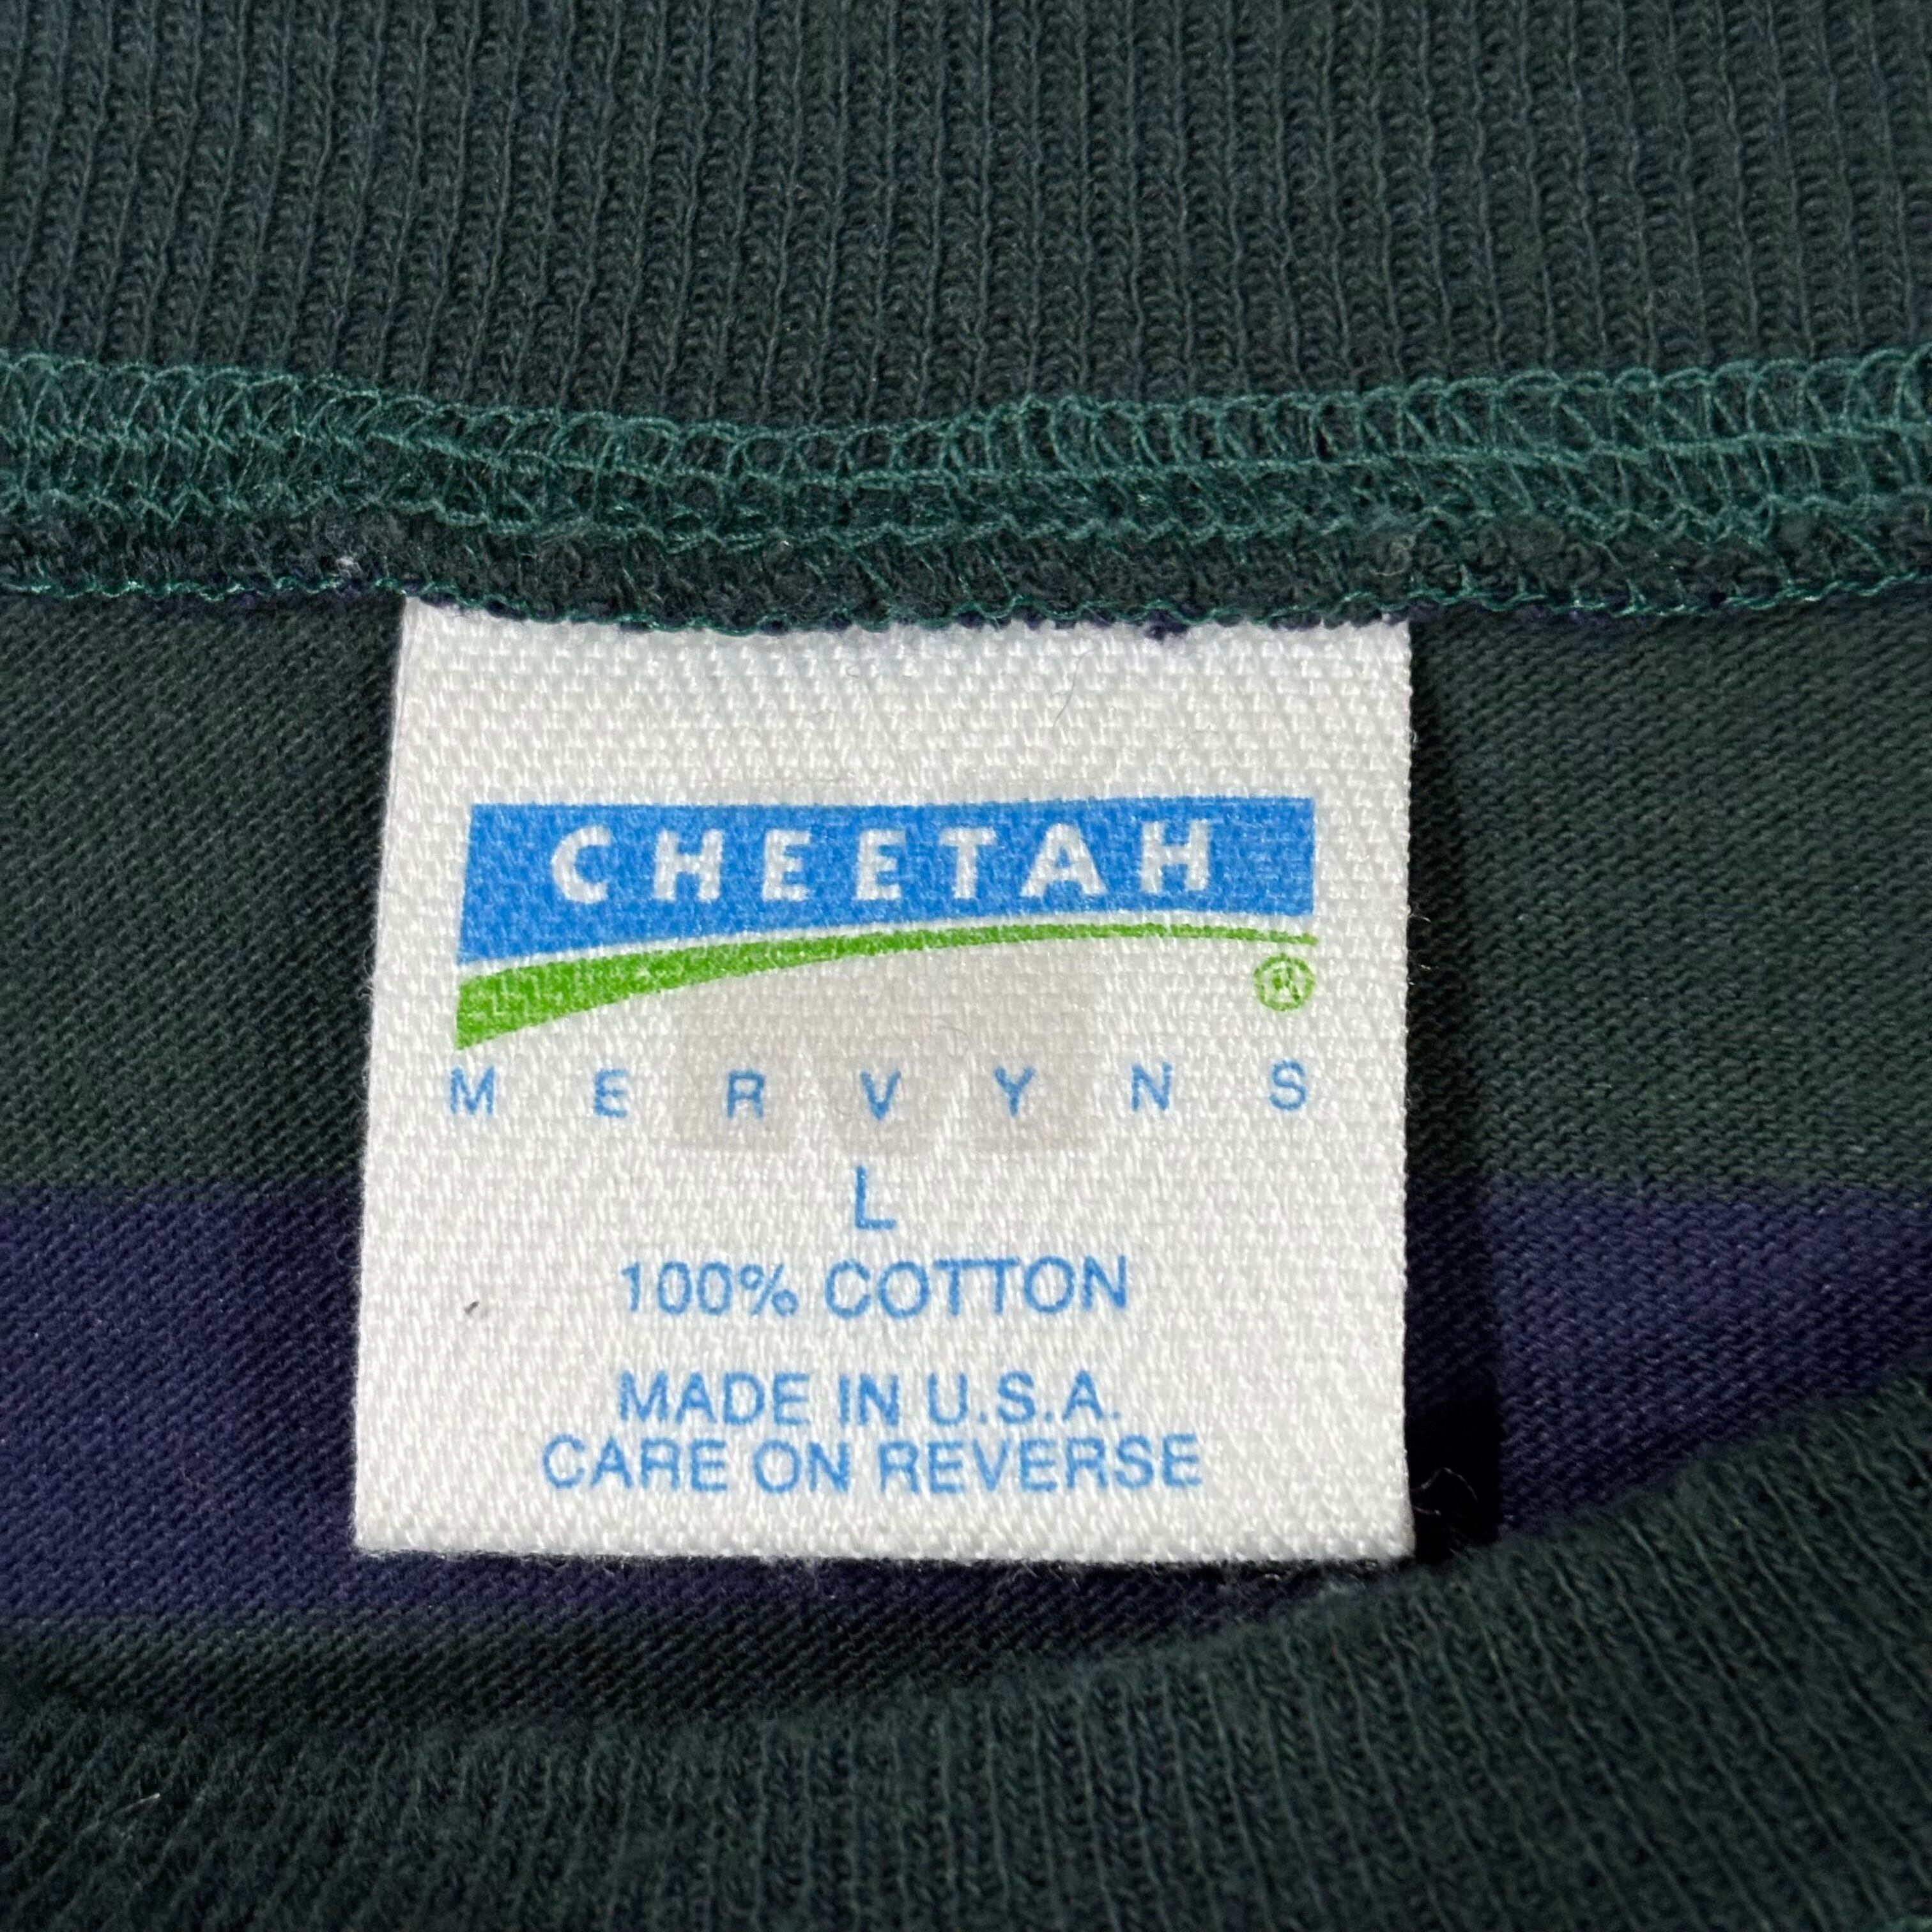 CHEETAH
®
MERVYNS
L
100% COTTON
MADE IN U.S.A.
CARE ON REVERSE